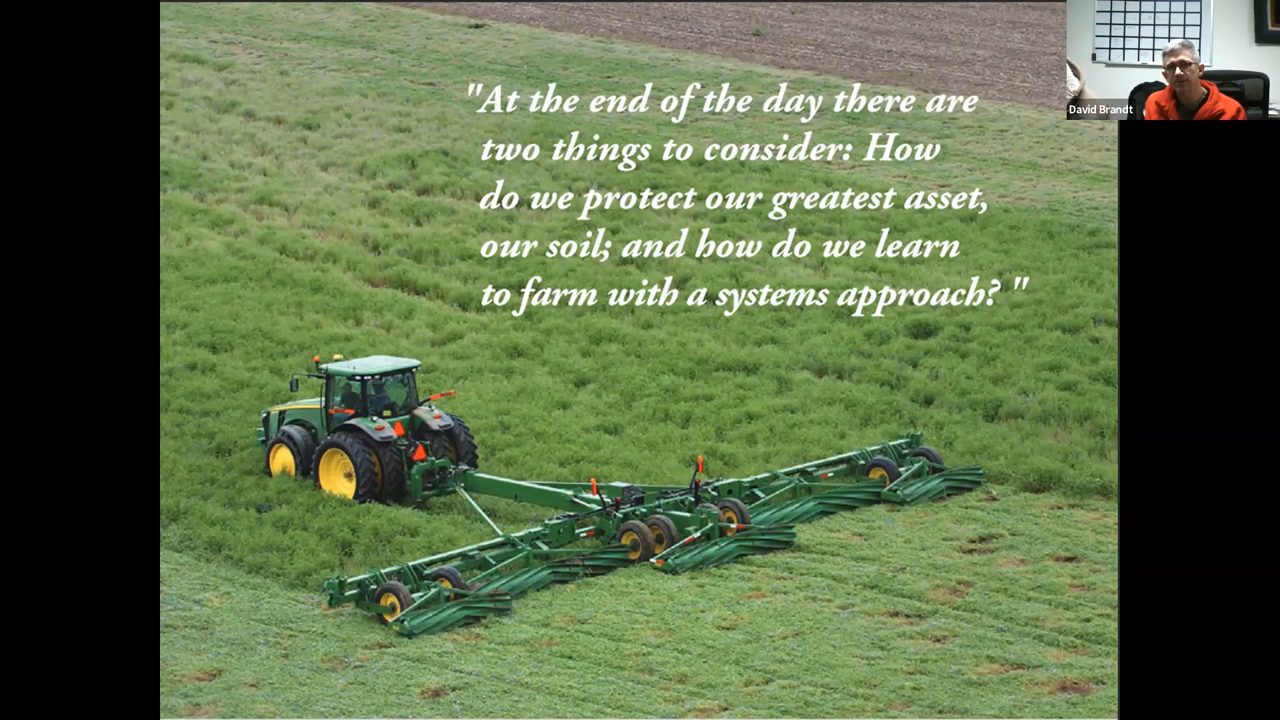 "At the end of the day there are
two things to consider: How
do we protect our greatest asset,
our soil; and how do we learn
to farm with a systems approach? "
David Brandt